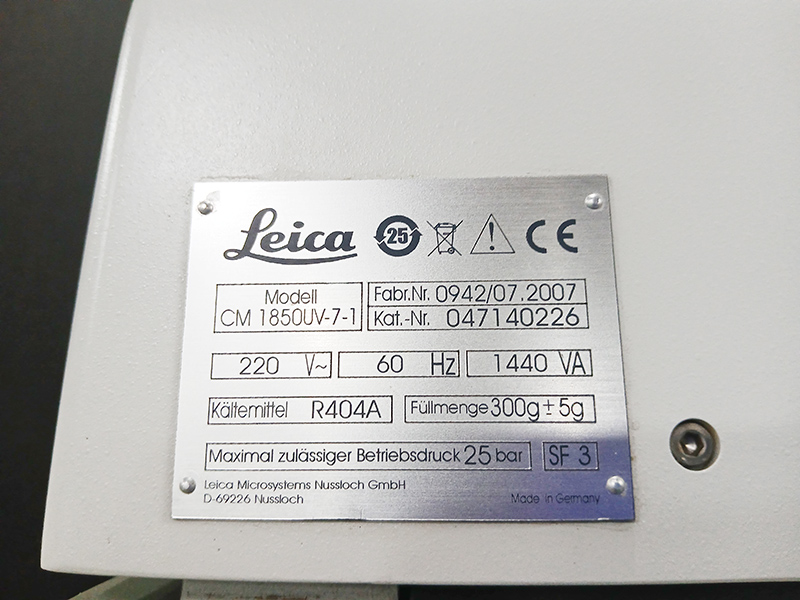 Leica 25 CE
Modell
CM 1850UV-7-1
Fabr.Nr. 0942/07.2007
Kat.-Nr. 047140226
220 V~ 60 Hz 1440 VA
Kältemittel R404A Füllmenge 300g±5g
Maximal zulässiger Betriebsdruck 25 bar SF 3
Leica Microsystems Nussloch GmbH
D-69226 Nussloch
Made in Germany